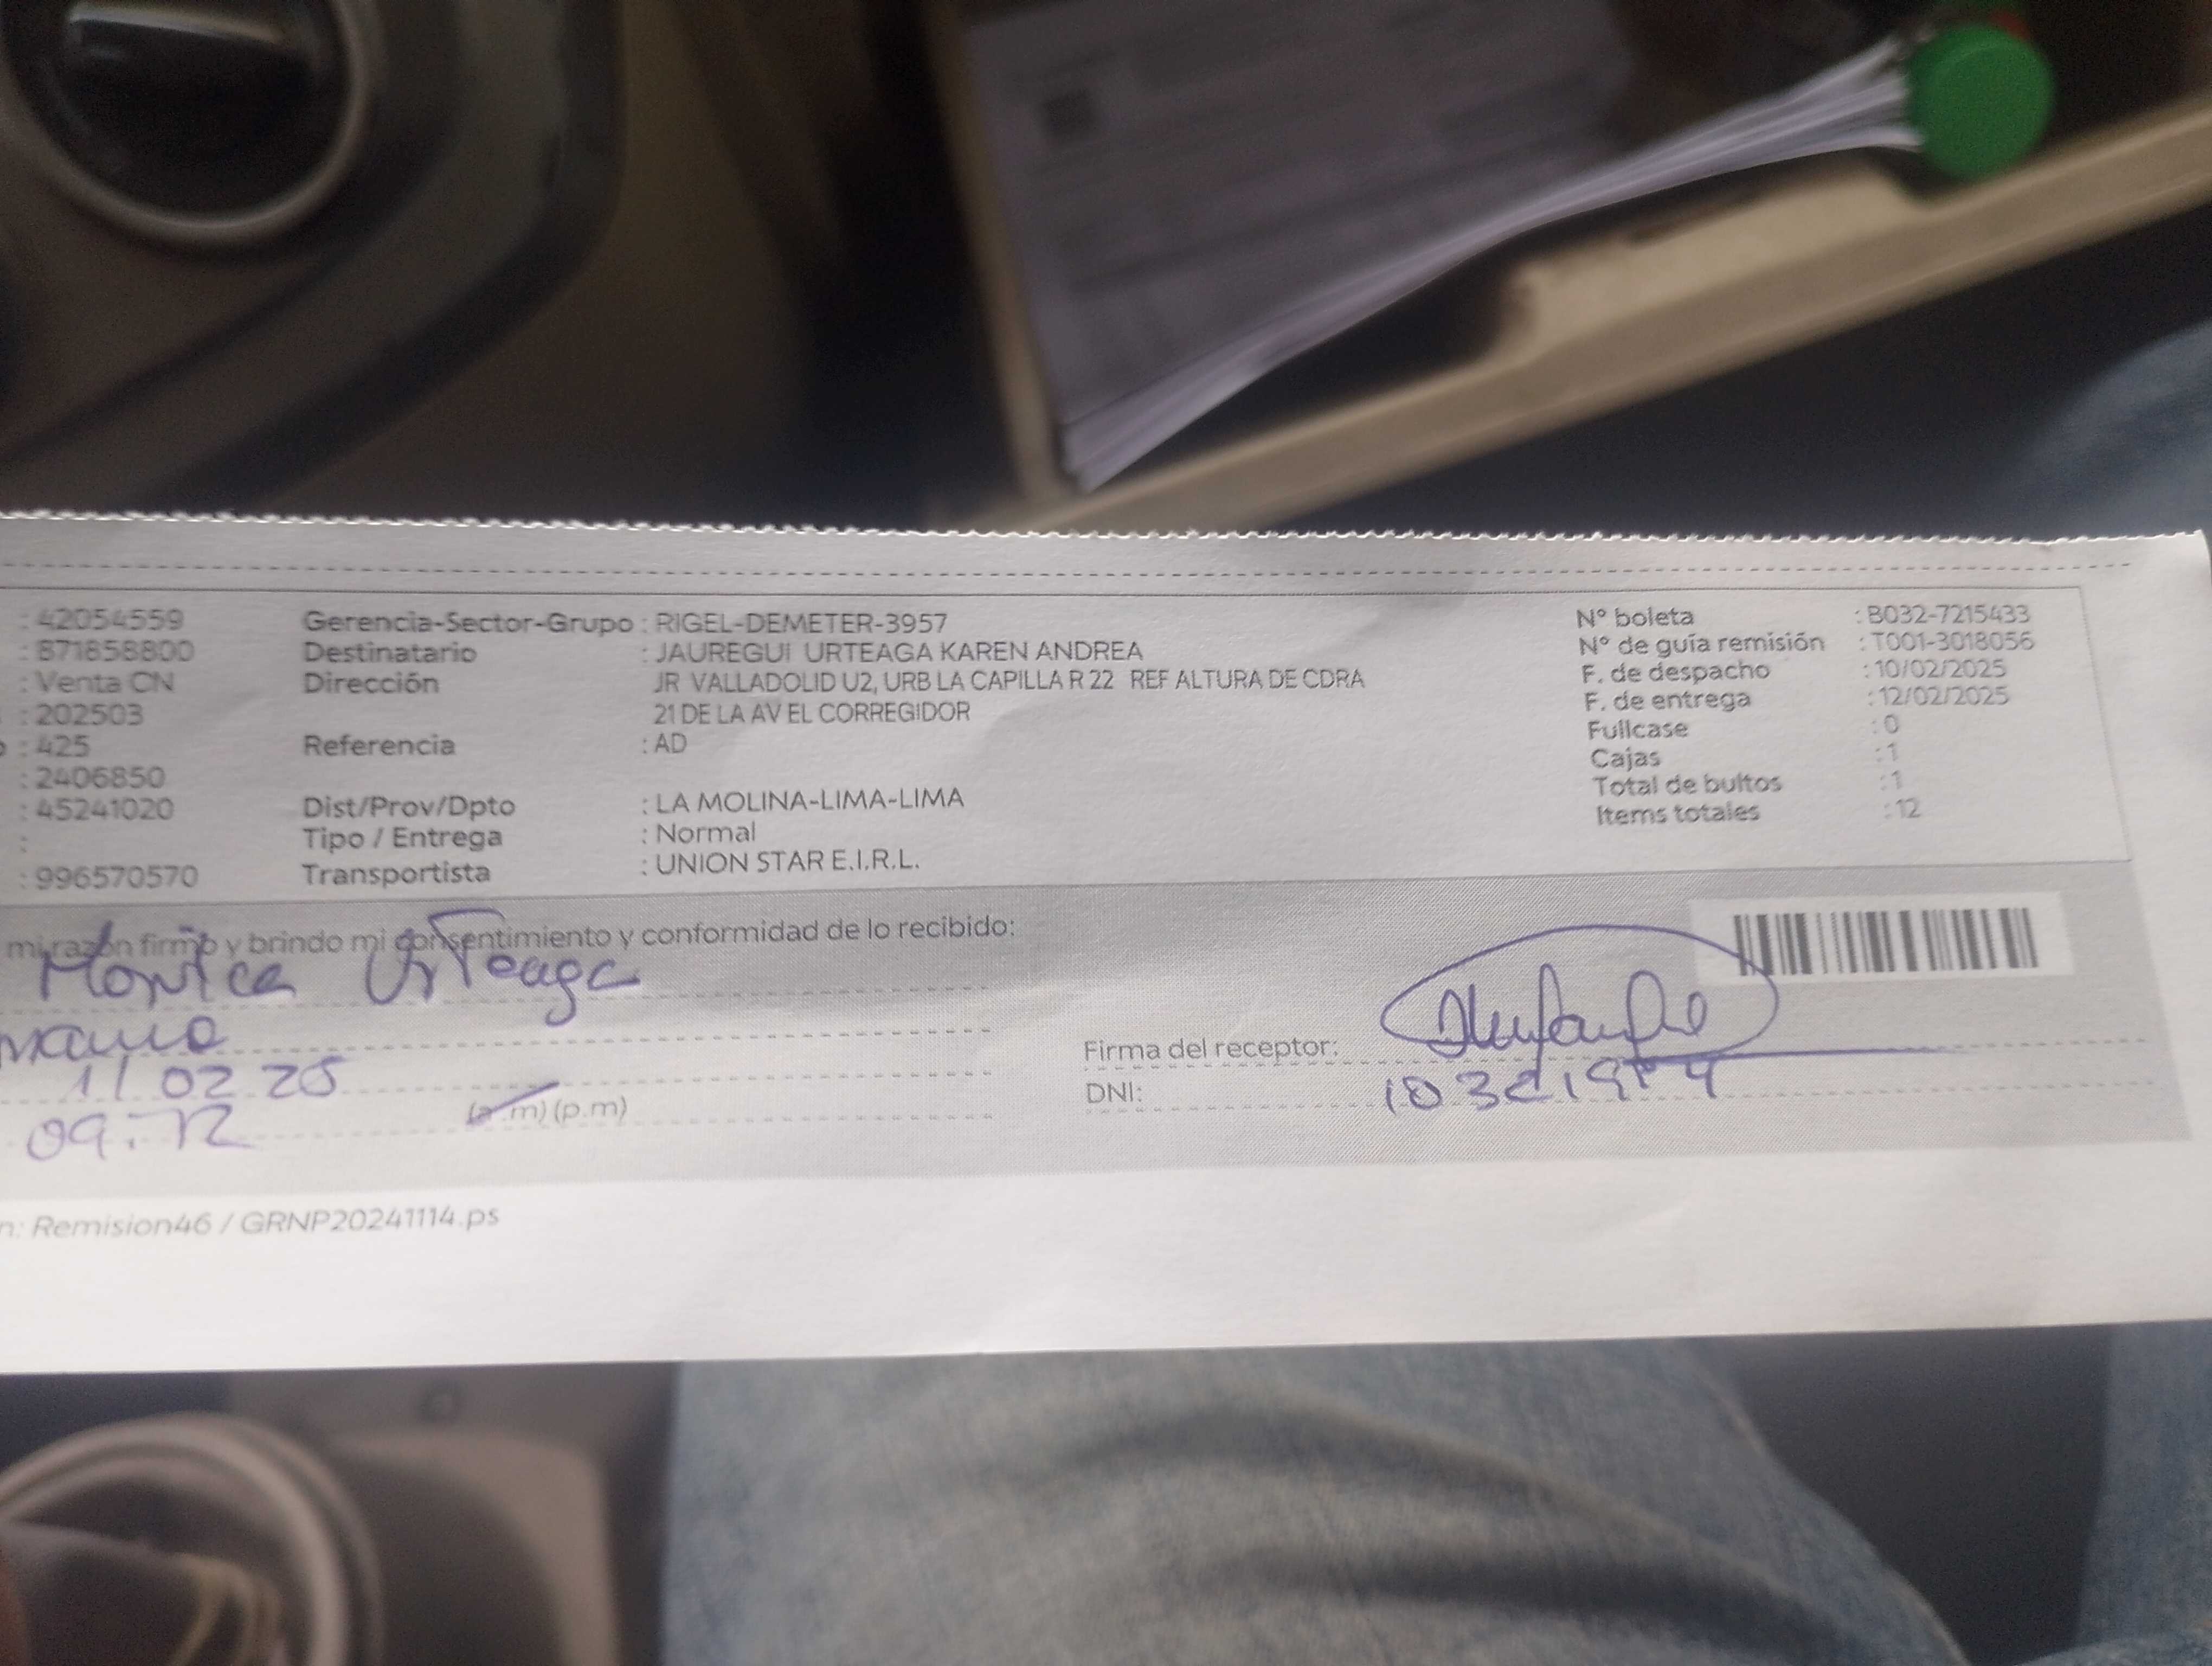 : 42054559 Gerencia-Sector-Grupo : RIGEL-DEMETER-3957 N° boleta : B032-7215433
: 871858800 Destinatario : JAUREGUI URTEAGA KAREN ANDREA N° de guía remisión : T001-3018056
: Venta CN Dirección JR VALLADOLID U2, URB LA CAPILLA R 22 REF ALTURA DE CDRA F. de despacho : 10/02/2025
: 202503 21 DE LA AV EL CORREGIDOR F. de entrega : 12/02/2025
: 425 Referencia : AD Fullcase : 0
: 2406850 Cajas : 1
: 45241020 Dist/Prov/Dpto : LA MOLINA-LIMA-LIMA Total de bultos : 1
: Tipo / Entrega : Normal Items totales : 12
: 996570570 Transportista : UNION STAR E.I.R.L.
mi razón firmo y brindo mi consentimiento y conformidad de lo recibido:
Monica Urteaga
11 02 25 Firma del receptor:
09:12 (a.m) (p.m) DNI:
n: Remision46 / GRNP20241114.ps